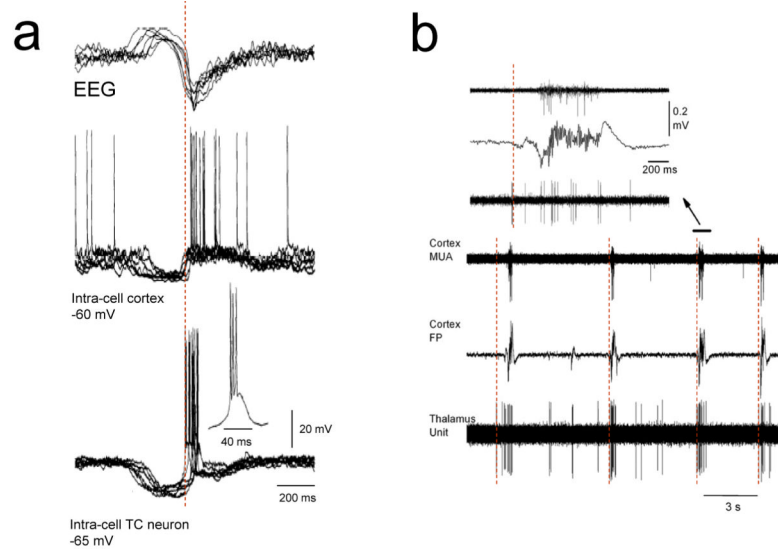 a
EEG
Intra-cell cortex
-60 mV
40 ms
20 mV
200 ms
Intra-cell TC neuron
-65 mV
b
0.2
mV
200 ms
Cortex
MUA
Cortex
FP
Thalamus
Unit
3 s